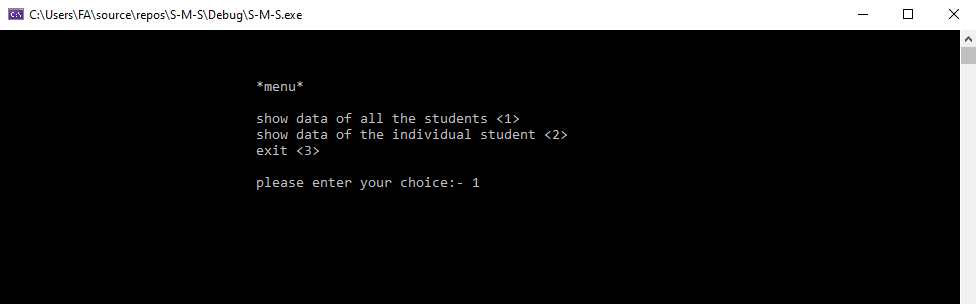 C:\Users\FA\source\repos\S-M-S\Debug\S-M-S.exe
*menu*
show data of all the students <1>
show data of the individual student <2>
exit <3>
please enter your choice:- 1